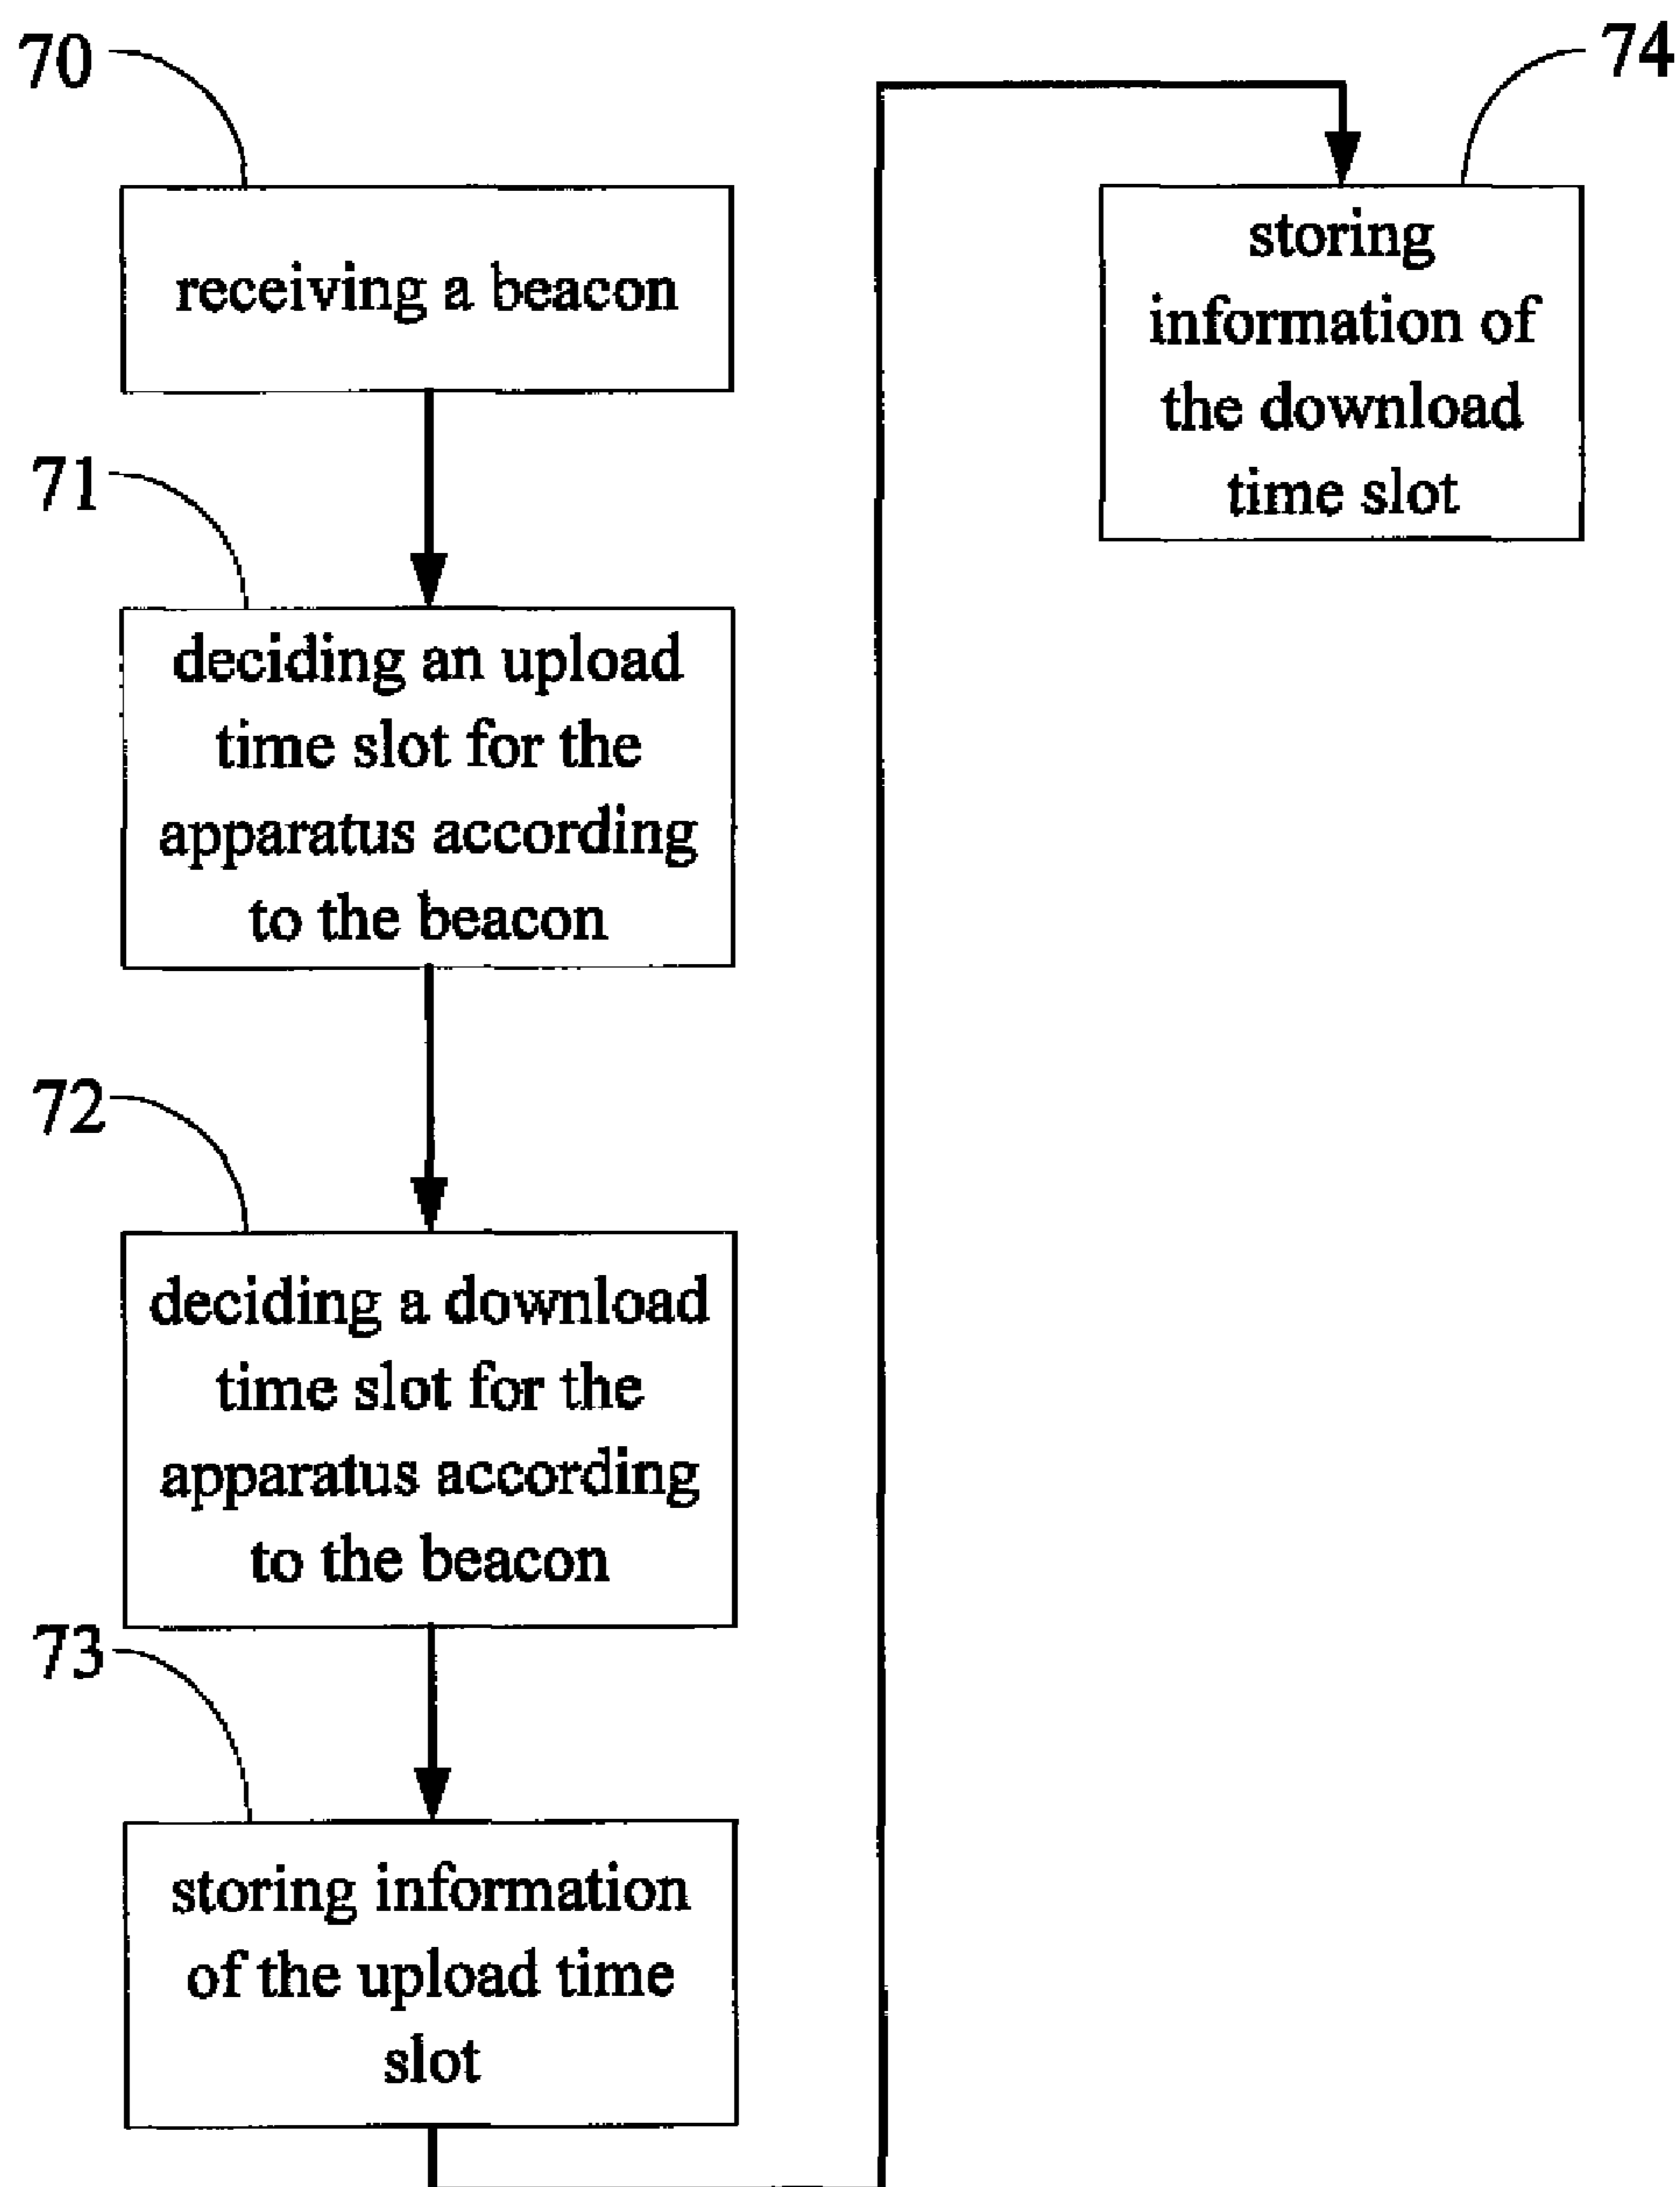 70
receiving a beacon
71
deciding an upload
time slot for the
apparatus according
to the beacon
72
deciding a download
time slot for the
apparatus according
to the beacon
73
storing information
of the upload time
slot
74
storing
information of
the download
time slot